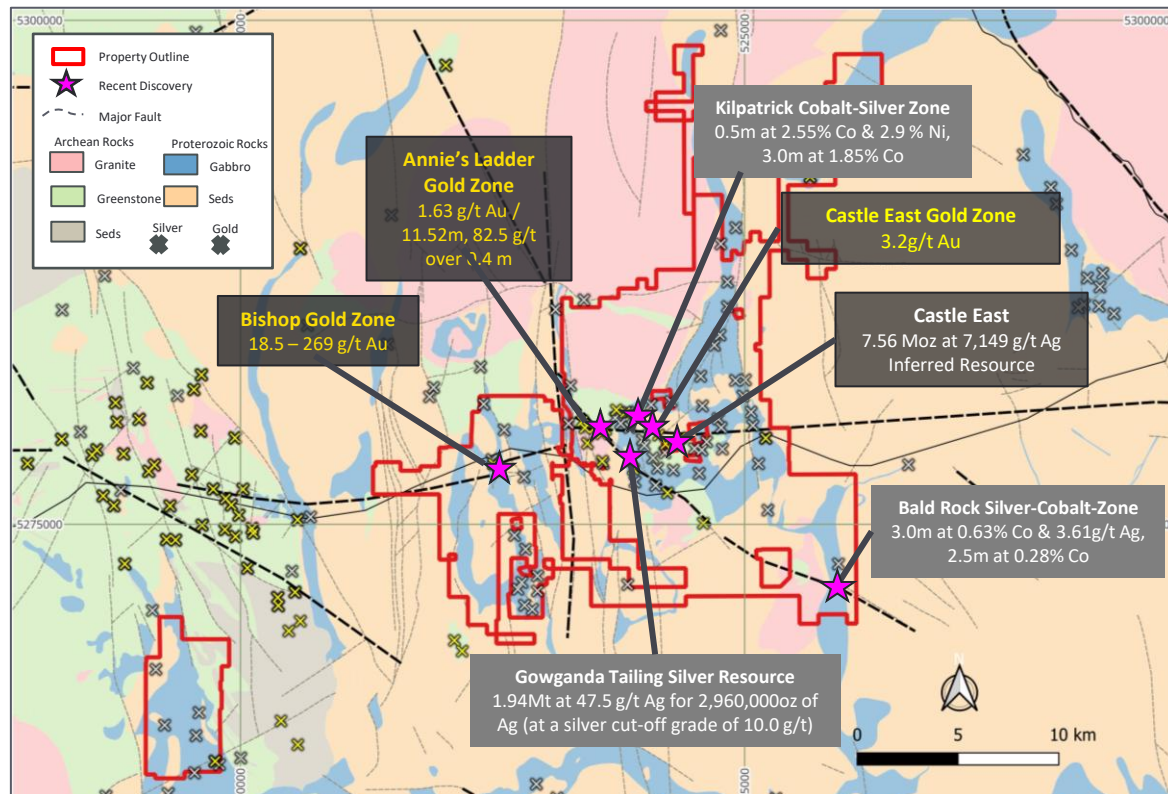 5300000
525000
5300000
Property Outline
Recent Discovery
Major Fault
Archean Rocks
Proterozoic Rocks
Granite
Gabbro
Greenstone
Seds
Seds
Silver
Gold
Kilpatrick Cobalt-Silver Zone
0.5m at 2.55% Co & 2.9 % Ni,
3.0m at 1.85% Co
Annie's Ladder
Gold Zone
1.63 g/t Au /
11.52m, 82.5 g/t
over 0.4 m
Castle East Gold Zone
3.2g/t Au
Bishop Gold Zone
18.5 – 269 g/t Au
Castle East
7.56 Moz at 7,149 g/t Ag
Inferred Resource
5275000
Bald Rock Silver-Cobalt-Zone
3.0m at 0.63% Co & 3.61g/t Ag,
2.5m at 0.28% Co
Gowganda Tailing Silver Resource
1.94Mt at 47.5 g/t Ag for 2,960,000oz of
Ag (at a silver cut-off grade of 10.0 g/t)
N
0 5 10 km